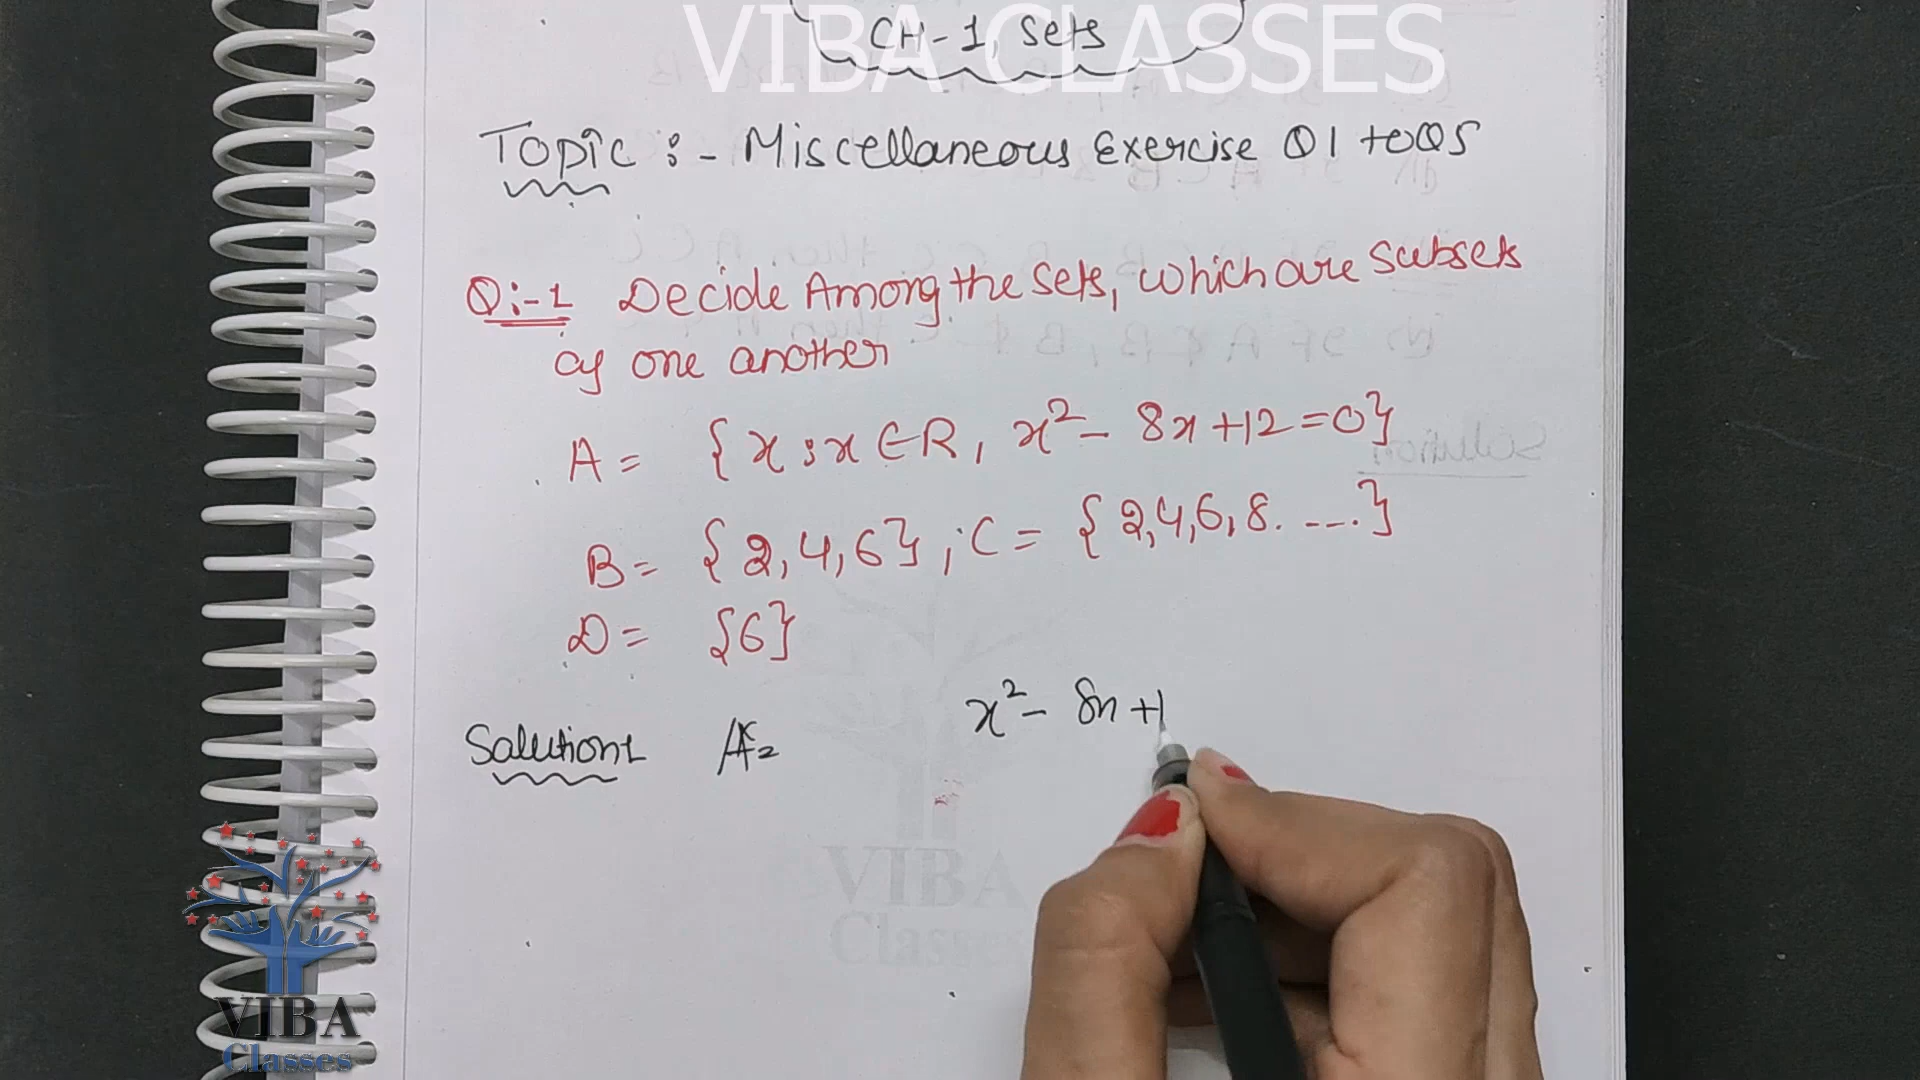 VIBA CLASSES
CH-1, Sets
Topic :- Miscellaneous Exercise Q1 to Q5
Q:-1 Decide Among the sets, which are subsets
of one another
A = {x : x ∈ R, x² - 8x + 12 = 0}
B = {2, 4, 6} ; C = {2, 4, 6, 8. ....}
D = {6}
x² - 8x + 1
Solution A =
VIBA
Classes
VIBA
Classes